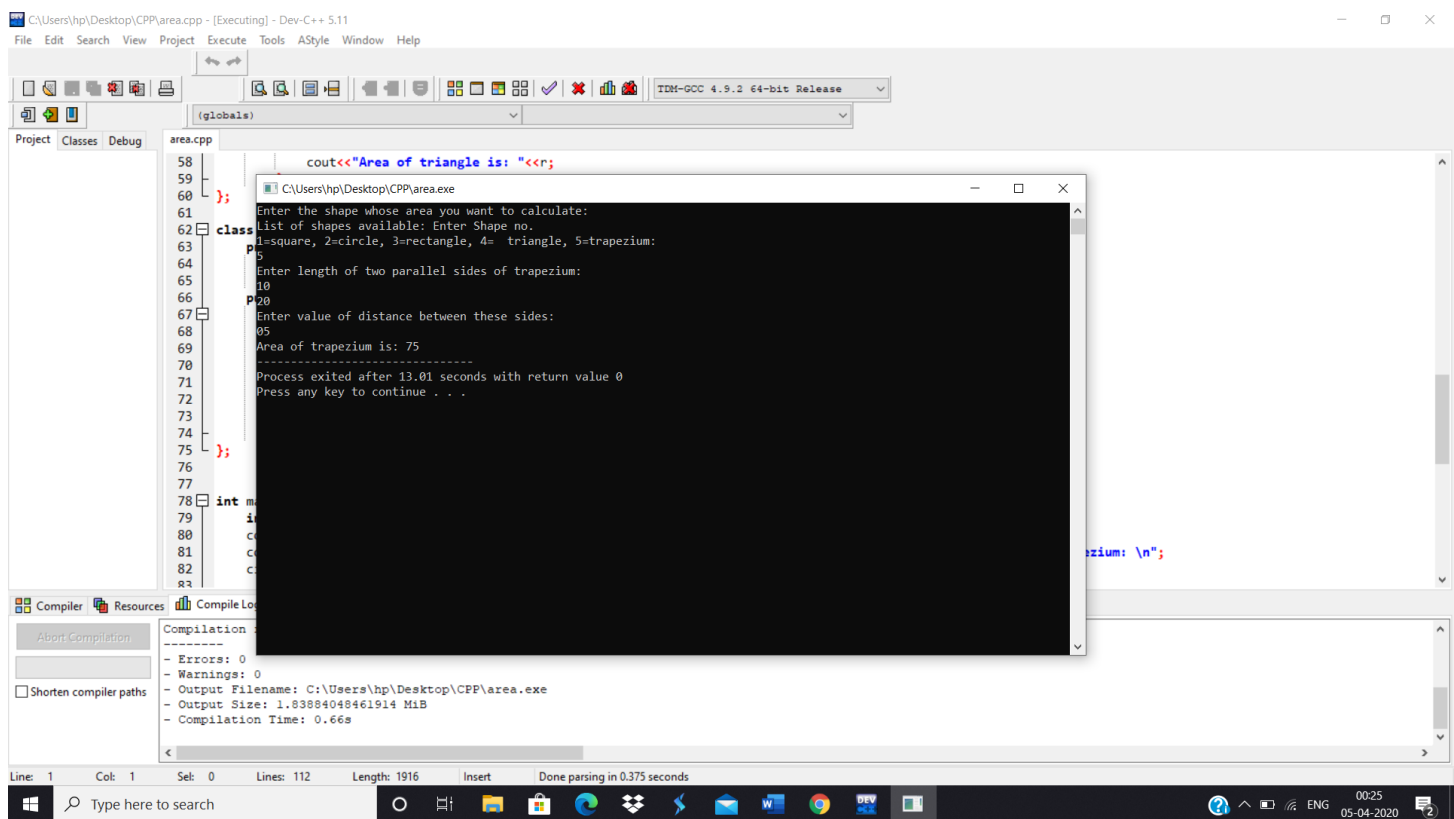 C:\Users\hp\Desktop\CPP\area.cpp - [Executing] - Dev-C++ 5.11
File Edit Search View Project Execute Tools AStyle Window Help
TDM-GCC 4.9.2 64-bit Release
(globals)
Project Classes Debug
area.cpp
58 cout<<"Area of triangle is: "<<r;
59
60 };
61
62 class
63
64
65
66
67
68
69
70
71
72
73
74
75 };
76
77
78 int
79
80
81 ezium: \n";
82
83
C:\Users\hp\Desktop\CPP\area.exe
Enter the shape whose area you want to calculate:
List of shapes available: Enter Shape no.
1=square, 2=circle, 3=rectangle, 4=  triangle, 5=trapezium:
5
Enter length of two parallel sides of trapezium:
10
20
Enter value of distance between these sides:
05
Area of trapezium is: 75
--------------------------------
Process exited after 13.01 seconds with return value 0
Press any key to continue . . .
Compiler Resources Compile Log
Abort Compilation
Shorten compiler paths
Compilation
--------
- Errors: 0
- Warnings: 0
- Output Filename: C:\Users\hp\Desktop\CPP\area.exe
- Output Size: 1.83884048461914 MiB
- Compilation Time: 0.66s
Line: 1 Col: 1 Sel: 0 Lines: 112 Length: 1916 Insert Done parsing in 0.375 seconds
Type here to search
DEV
ENG
00:25
05-04-2020
2